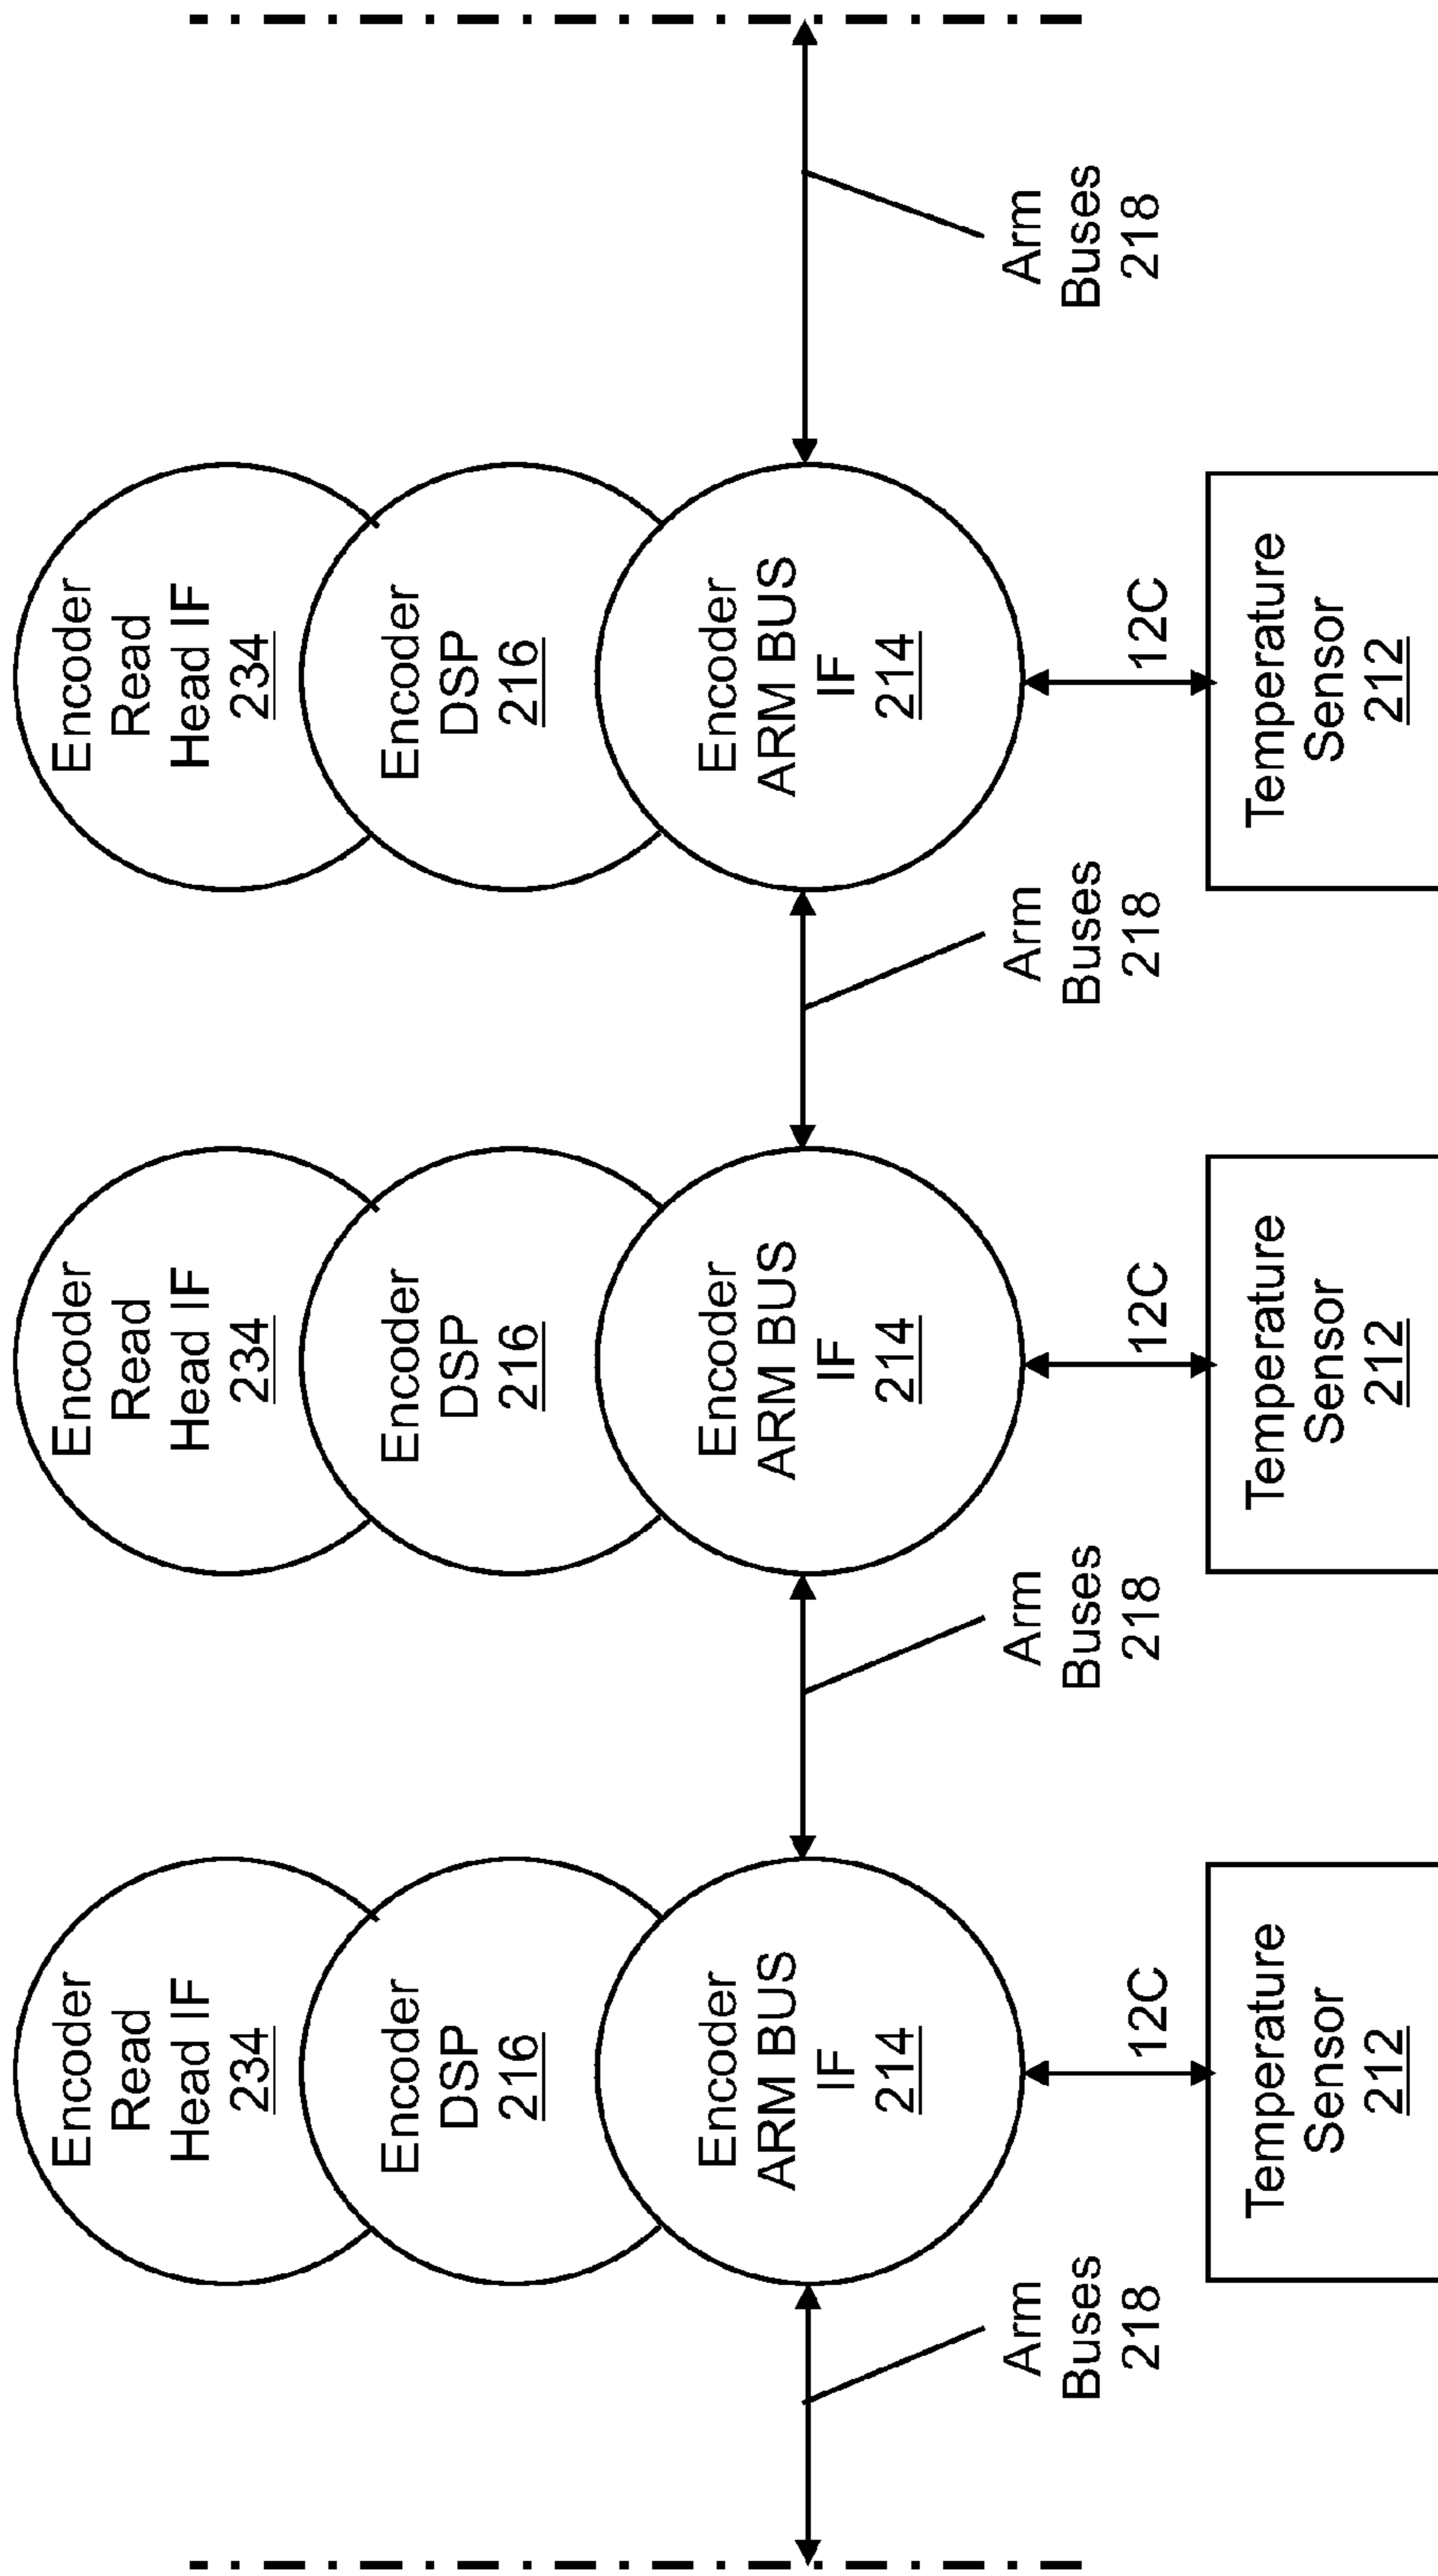 Encoder
Read
Head IF
234
Encoder
Read
Head IF
234
Encoder
Read
Head IF
234
Encoder
DSP
216
Encoder
DSP
216
Encoder
DSP
216
Encoder
ARM BUS
IF
214
Encoder
ARM BUS
IF
214
Encoder
ARM BUS
IF
214
Arm
Buses
218
Arm
Buses
218
Arm
Buses
218
Arm
Buses
218
12C
12C
12C
Temperature
Sensor
212
Temperature
Sensor
212
Temperature
Sensor
212